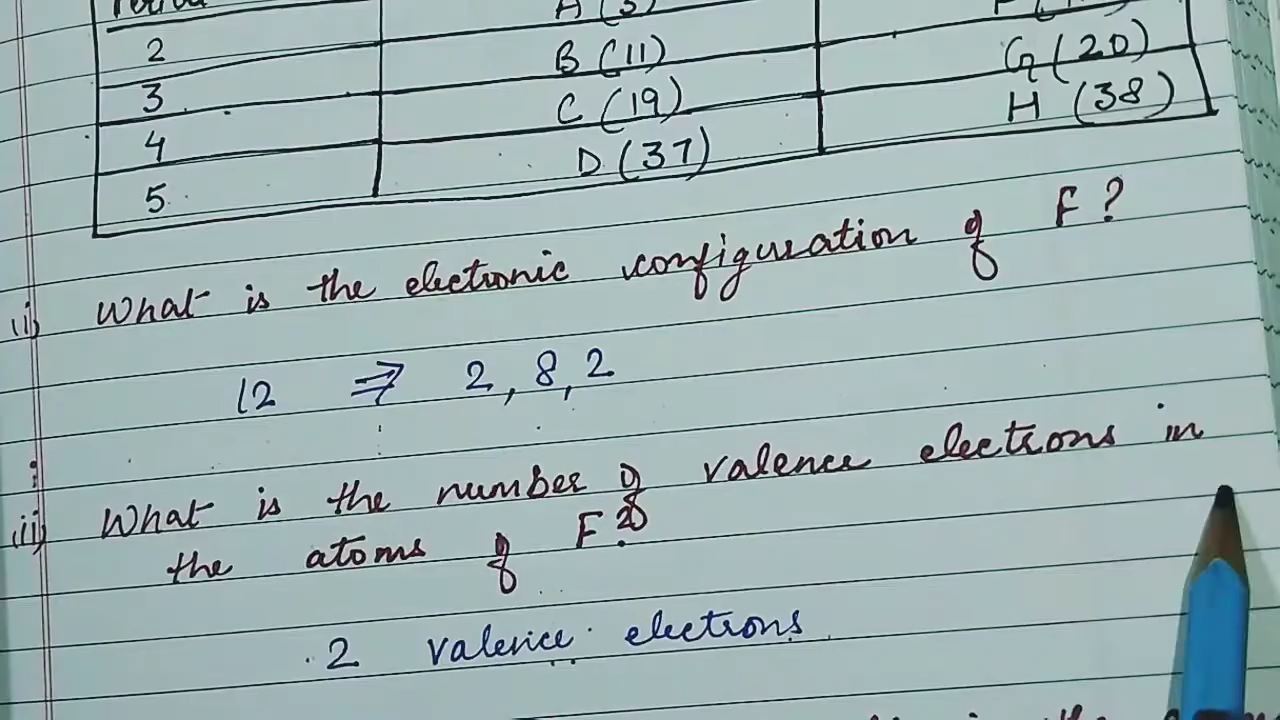 A (3)
2 B (11) G (20)
3 C (19) H (38)
4 D (37)
5
(i) What is the electronic configuration of F?
12 ⇒ 2, 8, 2
(ii) What is the number of valence electrons in
the atoms of F?
2 valence electrons